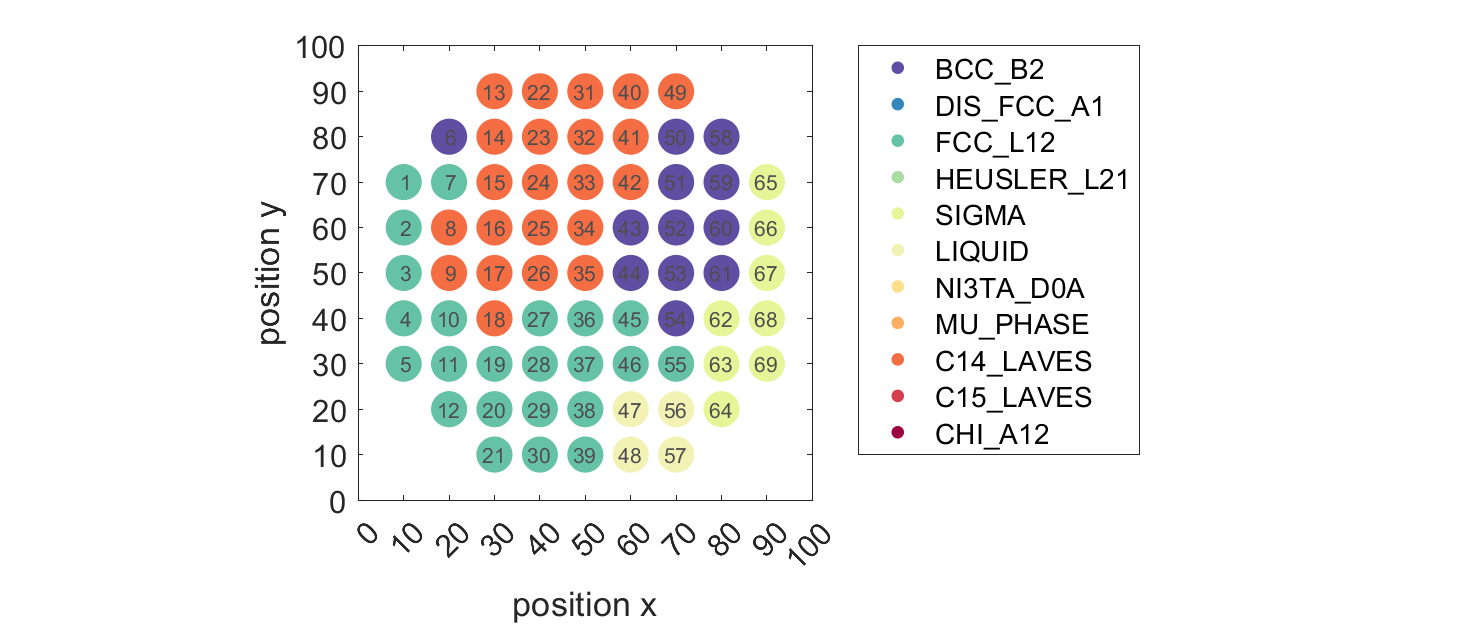 100
90 13 22 31 40 49
80 6 14 23 32 41 50 58
70 1 7 15 24 33 42 51 59 65
60 2 8 16 25 34 43 52 60 66
50 3 9 17 26 35 44 53 61 67
40 4 10 18 27 36 45 54 62 68
30 5 11 19 28 37 46 55 63 69
20 12 20 29 38 47 56 64
10 21 30 39 48 57
0
0 10 20 30 40 50 60 70 80 90 100
position x
position y
BCC_B2
DIS_FCC_A1
FCC_L12
HEUSLER_L21
SIGMA
LIQUID
NI3TA_D0A
MU_PHASE
C14_LAVES
C15_LAVES
CHI_A12